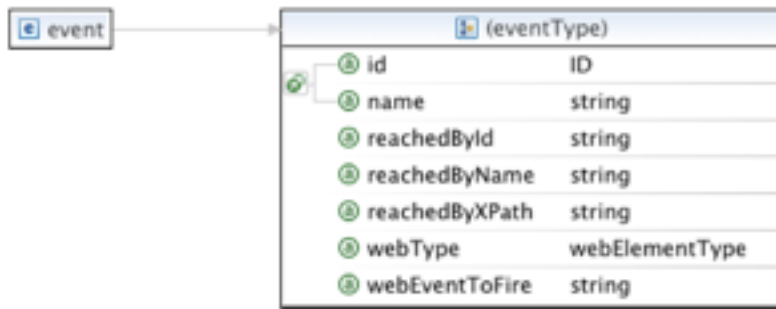 event
(eventType)
id ID
name string
reachedById string
reachedByName string
reachedByXPath string
webType webElementType
webEventToFire string